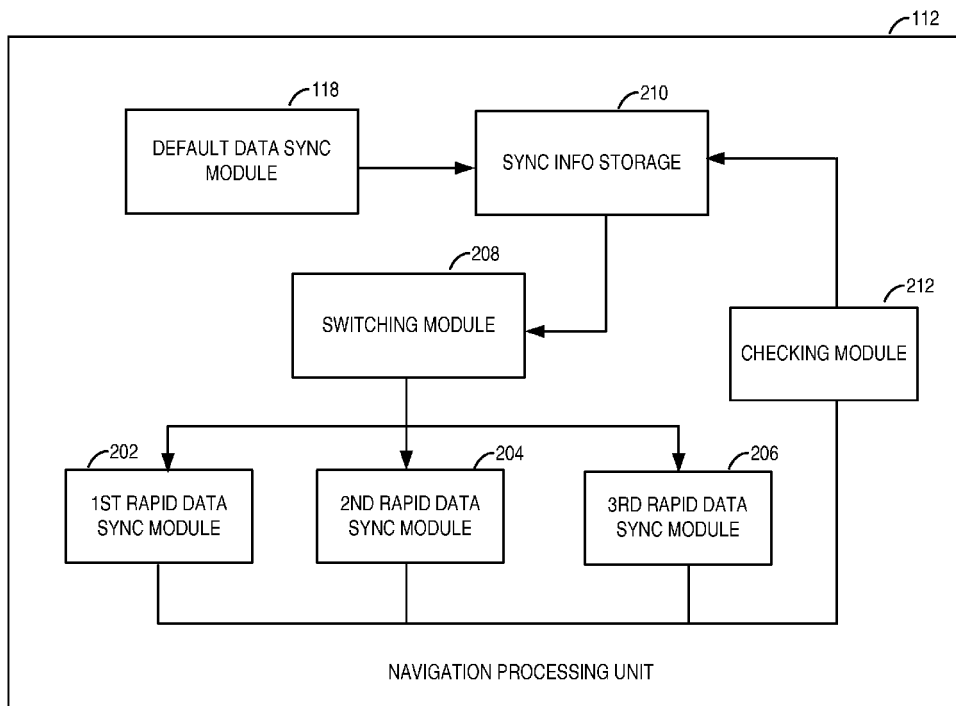 112
118
DEFAULT DATA SYNC
MODULE
210
SYNC INFO STORAGE
208
SWITCHING MODULE
212
CHECKING MODULE
202
1ST RAPID DATA
SYNC MODULE
204
2ND RAPID DATA
SYNC MODULE
206
3RD RAPID DATA
SYNC MODULE
NAVIGATION PROCESSING UNIT